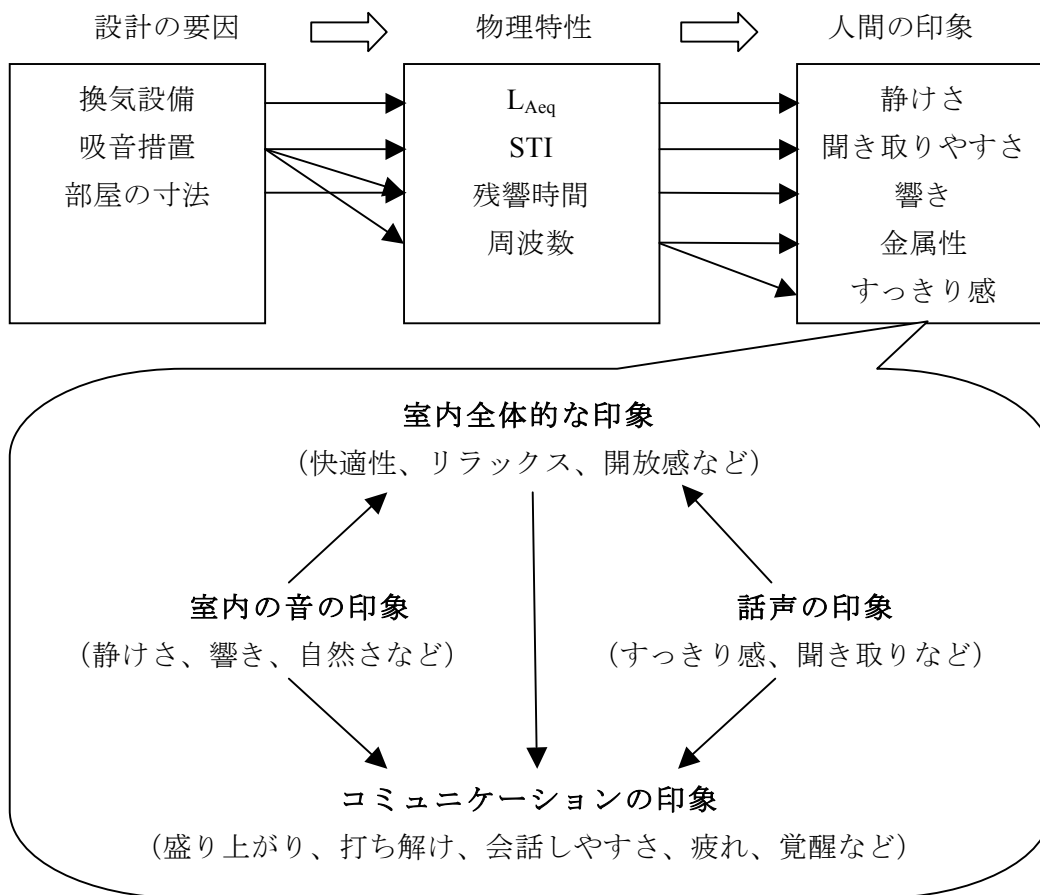 設計の要因
物理特性
人間の印象
換気設備
吸音措置
部屋の寸法
LAeq
STI
残響時間
周波数
静けさ
聞き取りやすさ
響き
金属性
すっきり感
室内全体的な印象
（快適性、リラックス、開放感など）
室内の音の印象
（静けさ、響き、自然さなど）
話声の印象
（すっきり感、聞き取りなど）
コミュニケーションの印象
（盛り上がり、打ち解け、会話しやすさ、疲れ、覚醒など）